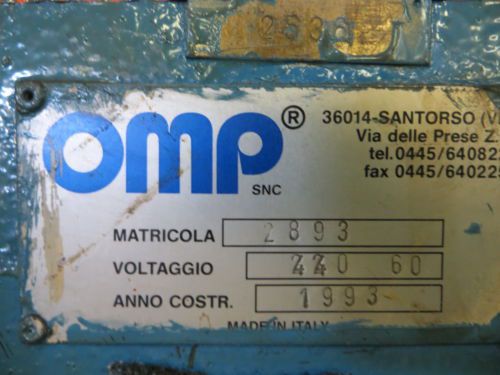 OMP®
SNC
36014-SANTORSO (V
Via delle Prese Z.
tel.0445/64082
fax 0445/640225
MATRICOLA 2893
VOLTAGGIO 440 60
ANNO COSTR. 1993
MADE IN ITALY